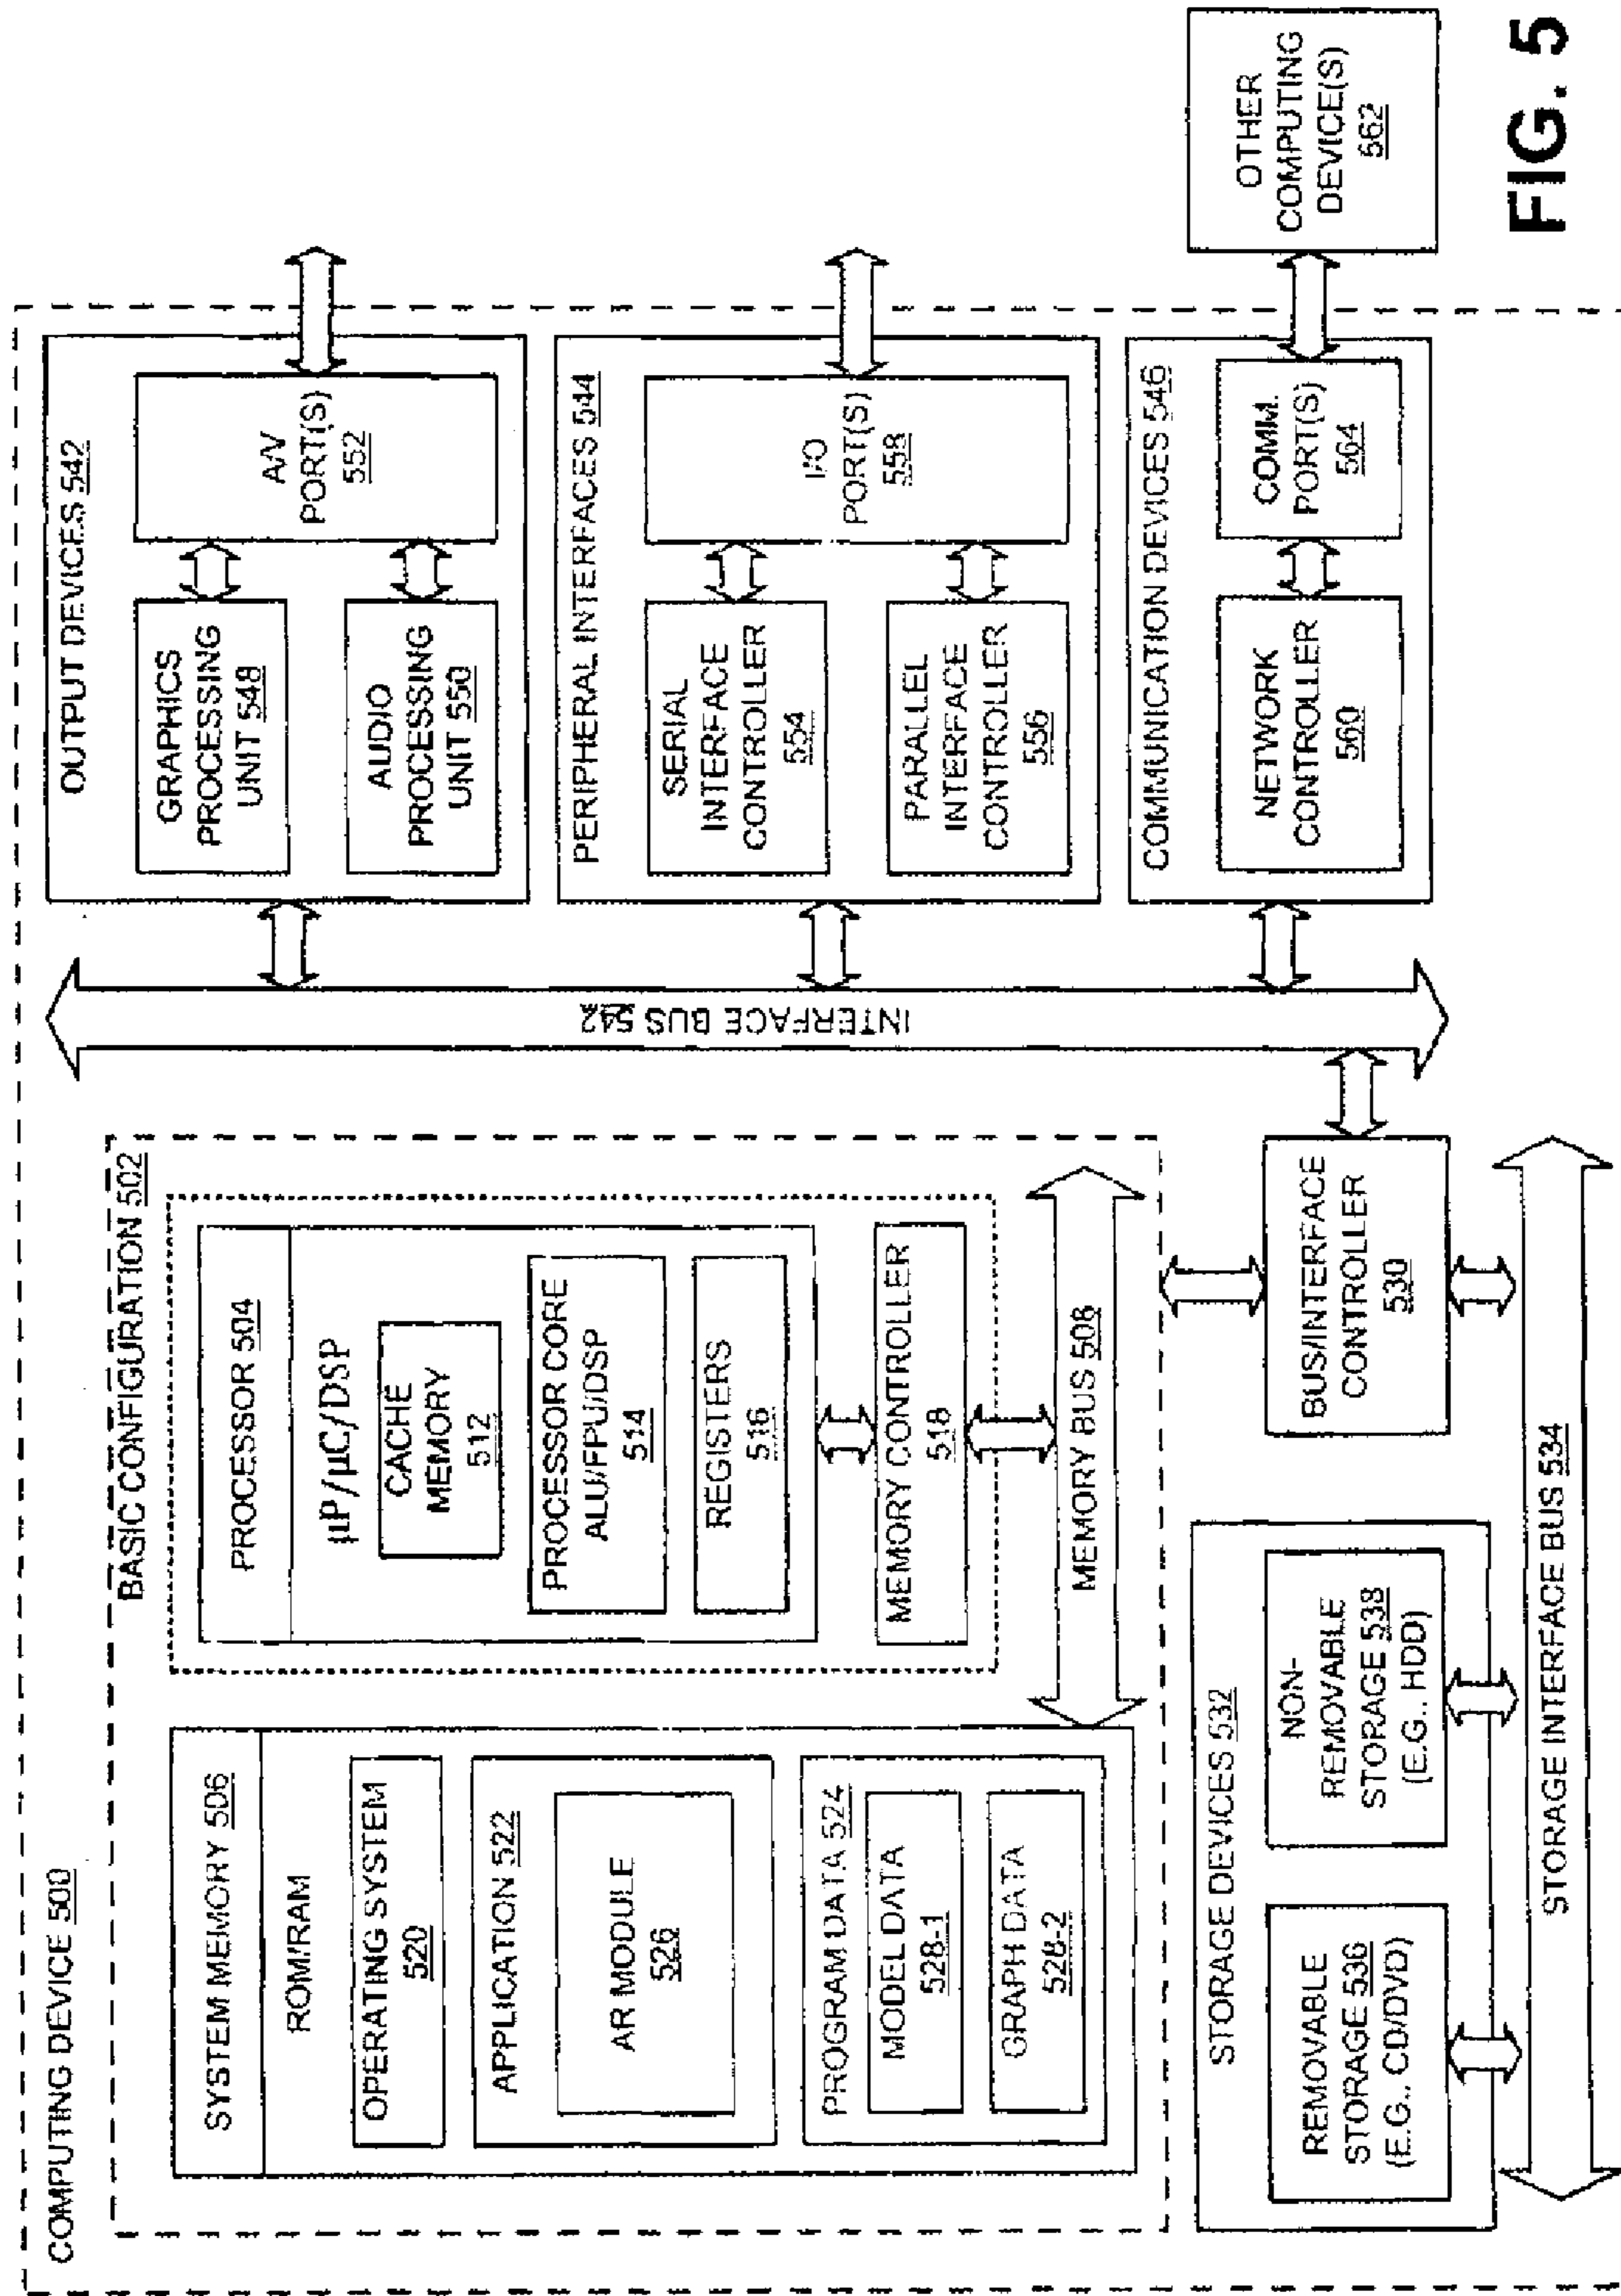 COMPUTING DEVICE 500
BASIC CONFIGURATION 502
SYSTEM MEMORY 506
ROM/RAM
OPERATING SYSTEM
520
APPLICATION 522
AR MODULE
526
PROGRAM DATA 524
MODEL DATA
528-1
GRAPH DATA
528-2
PROCESSOR 504
µP/µC/DSP
CACHE
MEMORY
512
PROCESSOR CORE
ALU/FPU/DSP
514
REGISTERS
516
MEMORY CONTROLLER
518
MEMORY BUS 508
STORAGE DEVICES 532
REMOVABLE
STORAGE 536
(E.G., CD/DVD)
NON-
REMOVABLE
STORAGE 538
(E.G., HDD)
BUS/INTERFACE
CONTROLLER
530
STORAGE INTERFACE BUS 534
INTERFACE BUS 542
OUTPUT DEVICES 542
GRAPHICS
PROCESSING
UNIT 548
AUDIO
PROCESSING
UNIT 550
A/V
PORT(S)
552
PERIPHERAL INTERFACES 544
SERIAL
INTERFACE
CONTROLLER
554
PARALLEL
INTERFACE
CONTROLLER
556
I/O
PORT(S)
558
COMMUNICATION DEVICES 546
NETWORK
CONTROLLER
560
COMM.
PORT(S)
564
OTHER
COMPUTING
DEVICE(S)
562
FIG. 5